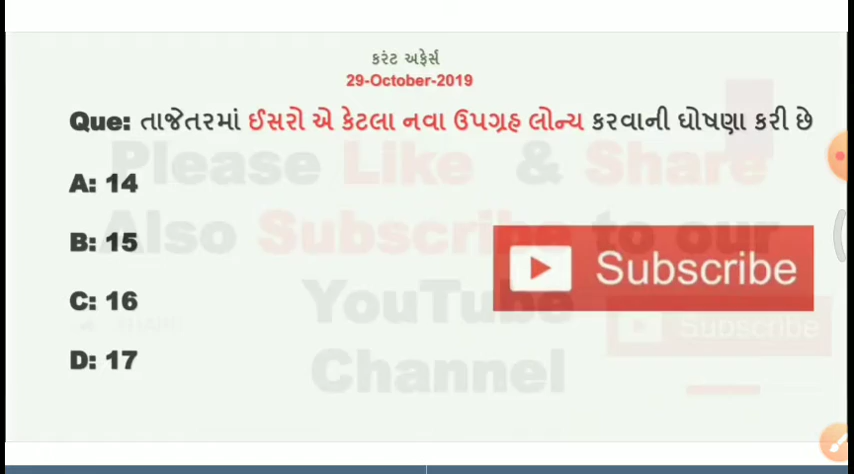 કરંટ અફેર્સ
29-October-2019
Que: તાજેતરમાં ઈસરો એ કેટલા નવા ઉપગ્રહ લોન્ચ કરવાની ઘોષણા કરી છે
A: 14
B: 15
C: 16
D: 17
Please Like & Share
Also Subscribe to our
YouTube
Channel
Subscribe
SHARE
Subscribe